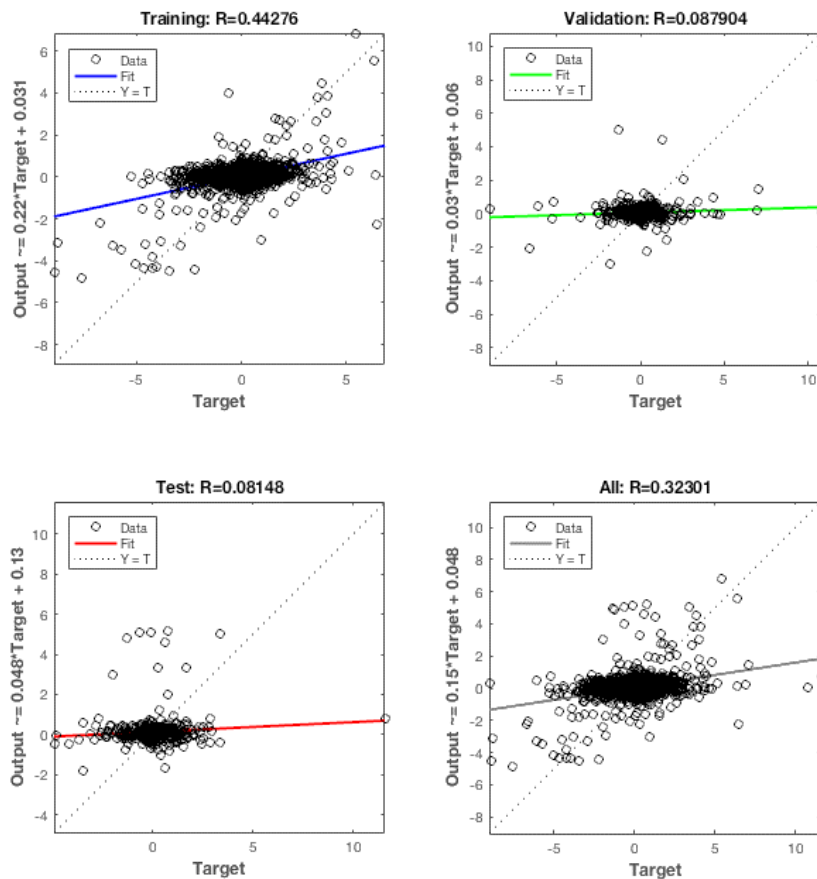 Training: R=0.44276
Data
Fit
Y = T
Output ~= 0.22*Target + 0.031
6
4
2
0
-2
-4
-6
-8
-5
0
5
Target
Validation: R=0.087904
Data
Fit
Y = T
Output ~= 0.03*Target + 0.06
10
8
6
4
2
0
-2
-4
-6
-8
-5
0
5
10
Target
Test: R=0.08148
Data
Fit
Y = T
Output ~= 0.048*Target + 0.13
10
8
6
4
2
0
-2
-4
0
5
10
Target
All: R=0.32301
Data
Fit
Y = T
Output ~= 0.15*Target + 0.048
10
8
6
4
2
0
-2
-4
-6
-8
-5
0
5
10
Target